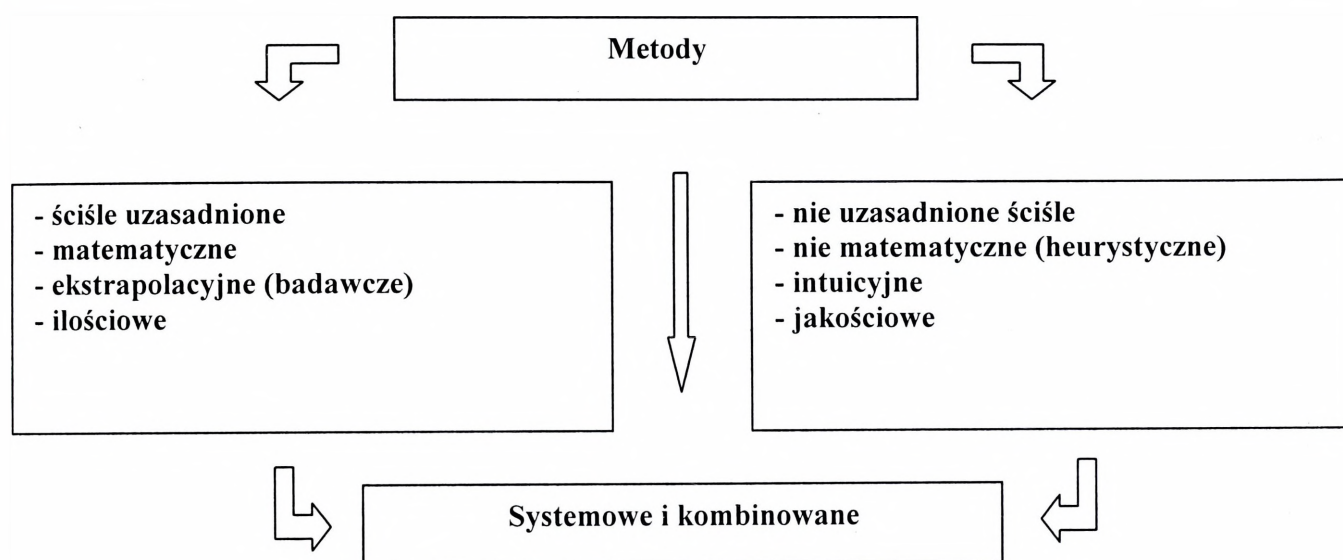 Metody
- ściśle uzasadnione
- matematyczne
- ekstrapolacyjne (badawcze)
- ilościowe
- nie uzasadnione ściśle
- nie matematyczne (heurystyczne)
- intuicyjne
- jakościowe
Systemowe i kombinowane